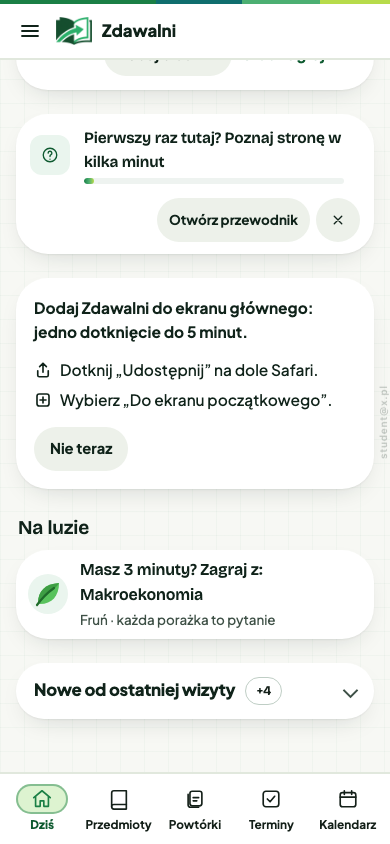 Zdawalni
Pierwszy raz tutaj? Poznaj stronę w
kilka minut
Otwórz przewodnik
Dodaj Zdawalni do ekranu głównego:
jedno dotknięcie do 5 minut.
Dotknij „Udostępnij” na dole Safari.
Wybierz „Do ekranu początkowego”.
Nie teraz
student@x.pl
Na luzie
Masz 3 minuty? Zagraj z:
Makroekonomia
Fruń · każda porażka to pytanie
Nowe od ostatniej wizyty +4
Dziś Przedmioty Powtórki Terminy Kalendarz